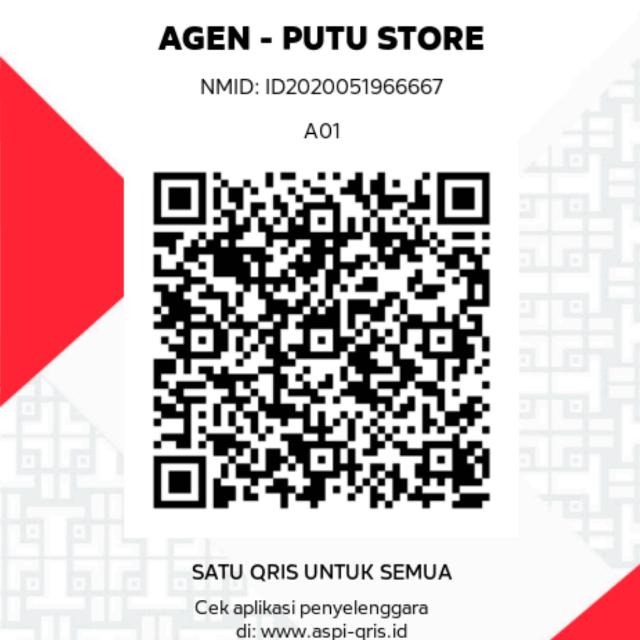 AGEN - PUTU STORE
NMID: ID2020051966667
A01
SATU QRIS UNTUK SEMUA
Cek aplikasi penyelenggara
di: www.aspi-qris.id